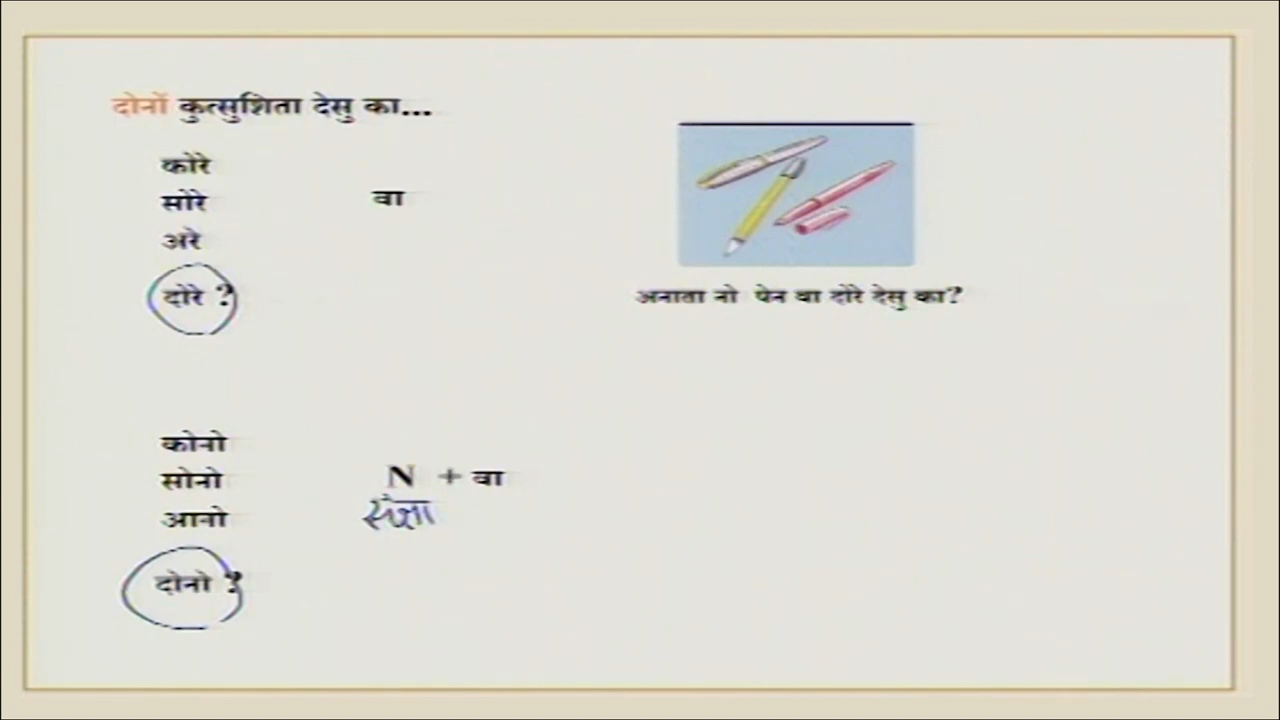 दोनों कुत्सुशिता देसु का...
कोरे
सोरे
वा
अरे
दोरे ?
अनाता नो पेन वा दोरे देसु का?
कोनो
सोनो
N + वा
आनो
संज्ञा
दोनो ?